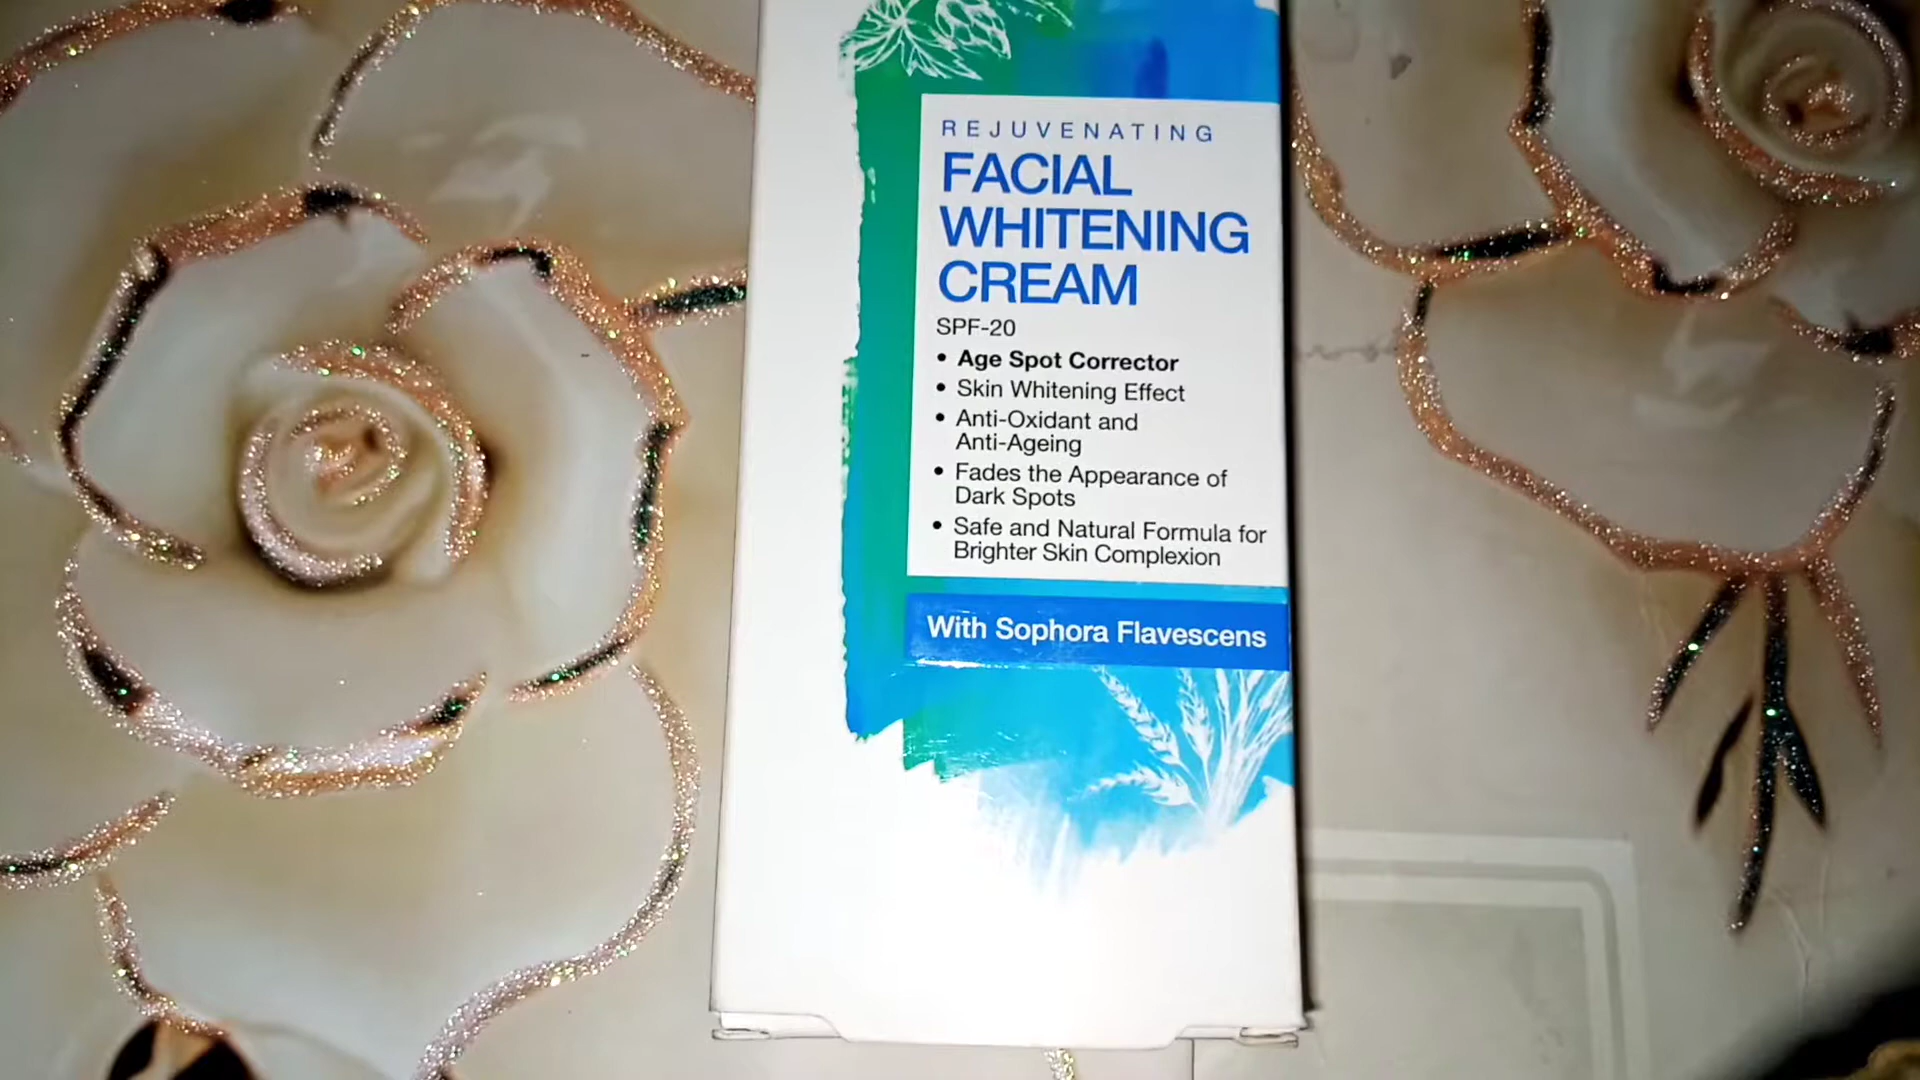 REJUVENATING
FACIAL
WHITENING
CREAM
SPF-20
• Age Spot Corrector
• Skin Whitening Effect
• Anti-Oxidant and
Anti-Ageing
• Fades the Appearance of
Dark Spots
• Safe and Natural Formula for
Brighter Skin Complexion
With Sophora Flavescens